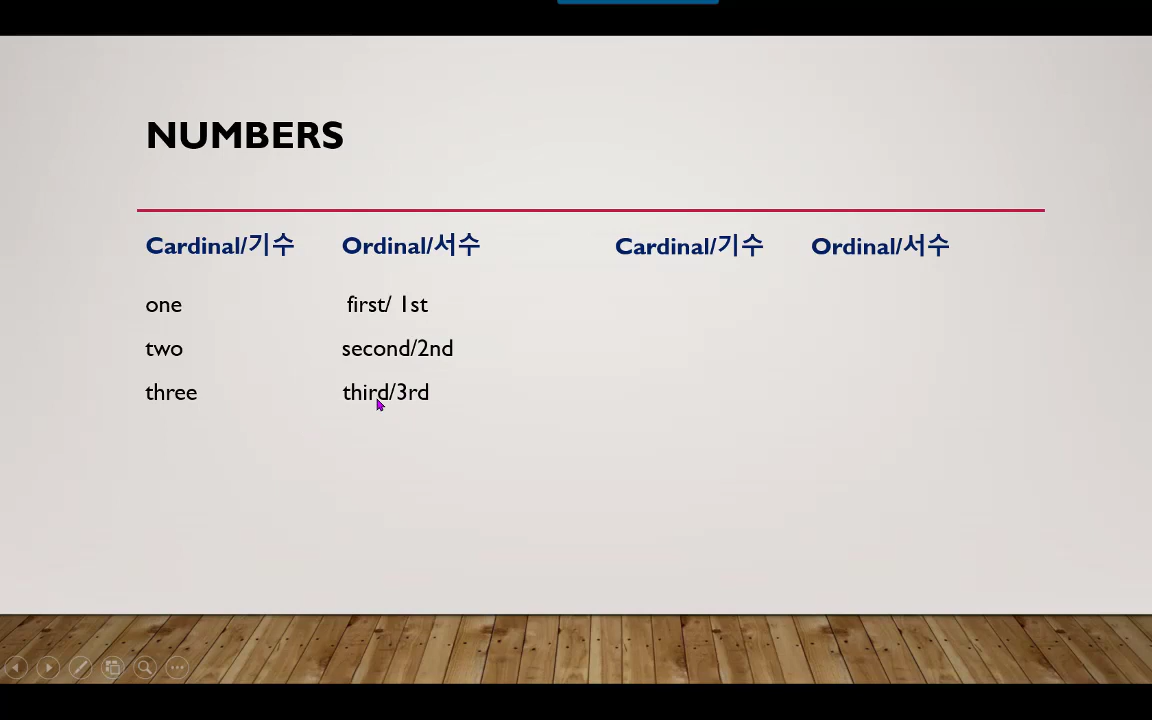 NUMBERS
Cardinal/기수 Ordinal/서수 Cardinal/기수 Ordinal/서수
one first/ 1st
two second/2nd
three third/3rd